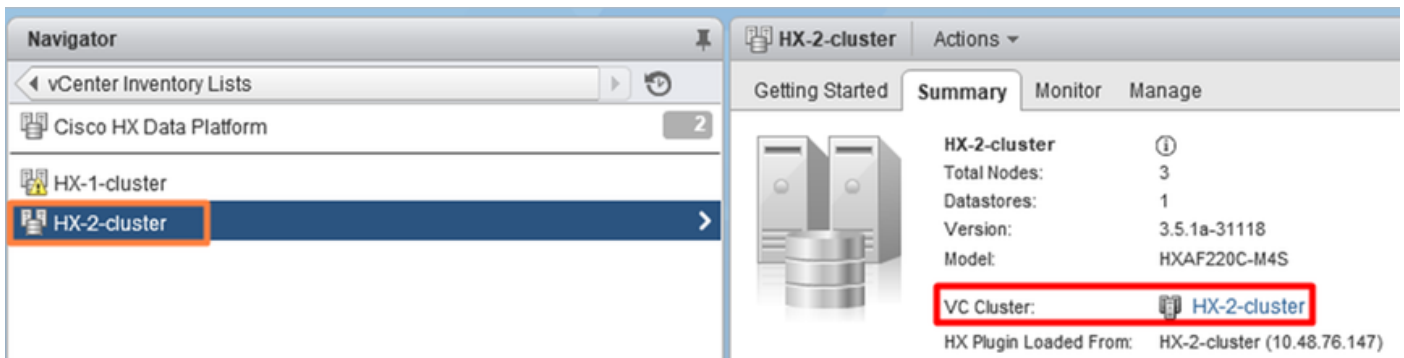 Navigator
vCenter Inventory Lists
Cisco HX Data Platform 2
HX-1-cluster
HX-2-cluster
HX-2-cluster Actions
Getting Started Summary Monitor Manage
HX-2-cluster
Total Nodes: 3
Datastores: 1
Version: 3.5.1a-31118
Model: HXAF220C-M4S
VC Cluster: HX-2-cluster
HX Plugin Loaded From: HX-2-cluster (10.48.76.147)